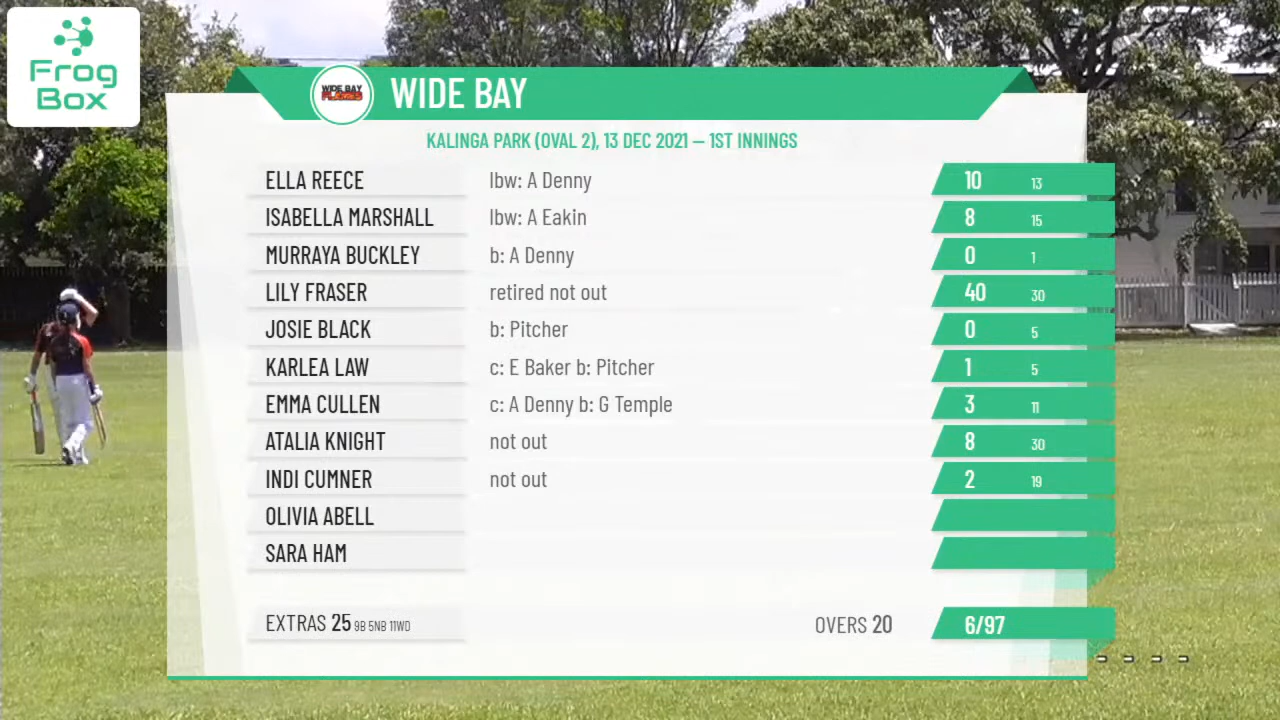 Frog
Box
WIDE BAY
FLAMES
WIDE BAY
KALINGA PARK (OVAL 2), 13 DEC 2021 – 1ST INNINGS
ELLA REECE lbw: A Denny 10 13
ISABELLA MARSHALL lbw: A Eakin 8 15
MURRAYA BUCKLEY b: A Denny 0 1
LILY FRASER retired not out 40 30
JOSIE BLACK b: Pitcher 0 5
KARLEA LAW c: E Baker b: Pitcher 1 5
EMMA CULLEN c: A Denny b: G Temple 3 11
ATALIA KNIGHT not out 8 30
INDI CUMNER not out 2 19
OLIVIA ABELL
SARA HAM
EXTRAS 25 9B 5NB 11WD OVERS 20 6/97